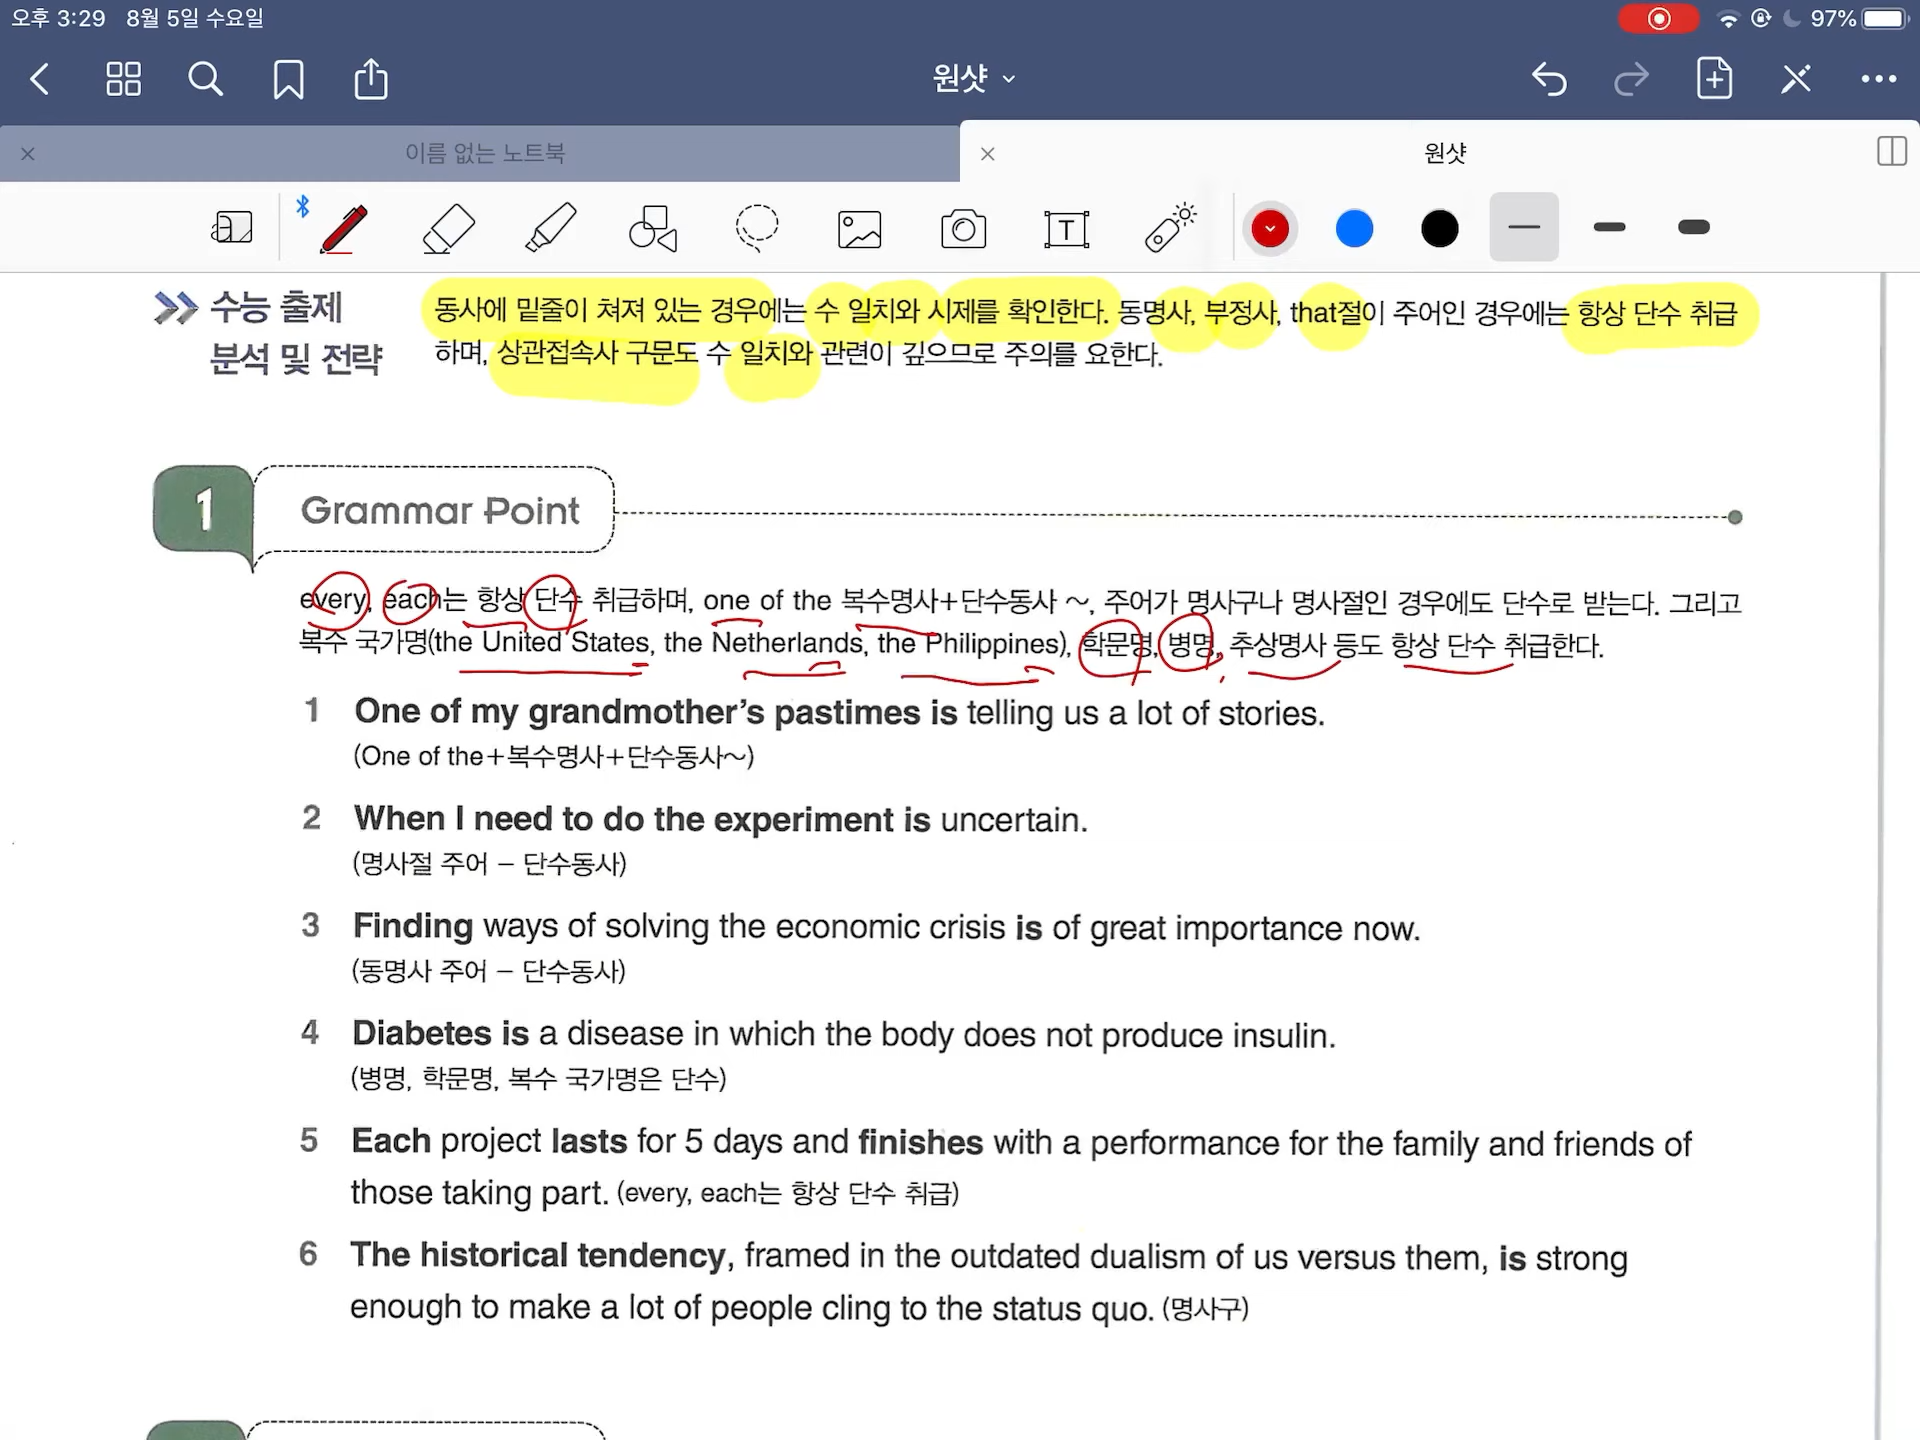 오후 3:29 8월 5일 수요일
97%
원샷
이름 없는 노트북
원샷
수능 출제
분석 및 전략
동사에 밑줄이 쳐져 있는 경우에는 수 일치와 시제를 확인한다. 동명사, 부정사, that절이 주어인 경우에는 항상 단수 취급
하며, 상관접속사 구문도 수 일치와 관련이 깊으므로 주의를 요한다.
1 Grammar Point
every, each는 항상 단수 취급하며, one of the 복수명사+단수동사 ~, 주어가 명사구나 명사절인 경우에도 단수로 받는다. 그리고
복수 국가명(the United States, the Netherlands, the Philippines), 학문명, 병명, 추상명사 등도 항상 단수 취급한다.
1 One of my grandmother's pastimes is telling us a lot of stories.
(One of the+복수명사+단수동사~)
2 When I need to do the experiment is uncertain.
(명사절 주어 – 단수동사)
3 Finding ways of solving the economic crisis is of great importance now.
(동명사 주어 – 단수동사)
4 Diabetes is a disease in which the body does not produce insulin.
(병명, 학문명, 복수 국가명은 단수)
5 Each project lasts for 5 days and finishes with a performance for the family and friends of
those taking part. (every, each는 항상 단수 취급)
6 The historical tendency, framed in the outdated dualism of us versus them, is strong
enough to make a lot of people cling to the status quo. (명사구)